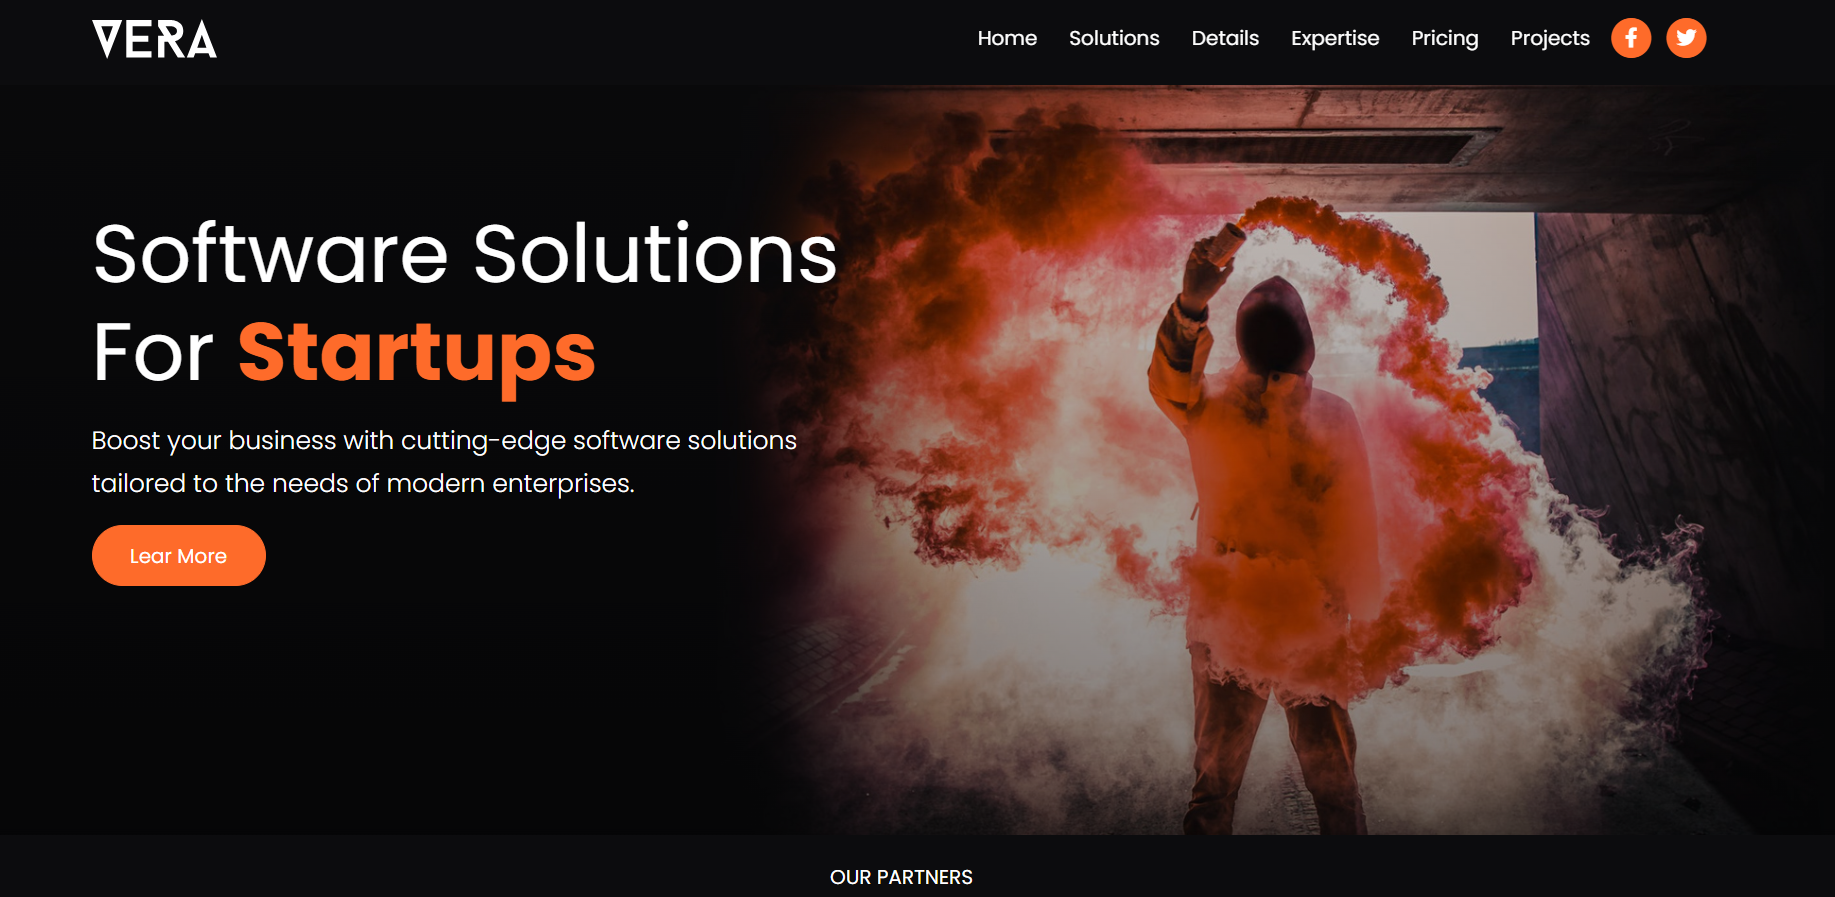 VERA
Home Solutions Details Expertise Pricing Projects
Software Solutions
For Startups
Boost your business with cutting-edge software solutions
tailored to the needs of modern enterprises.
Lear More
OUR PARTNERS